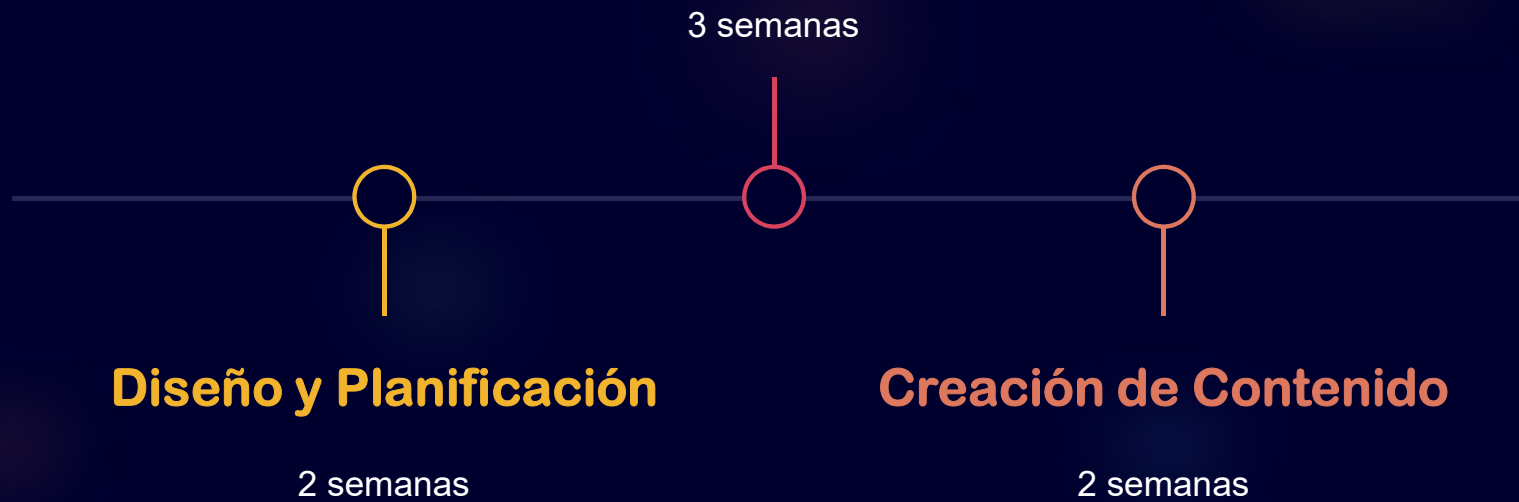 3 semanas
Diseño y Planificación
Creación de Contenido
2 semanas
2 semanas